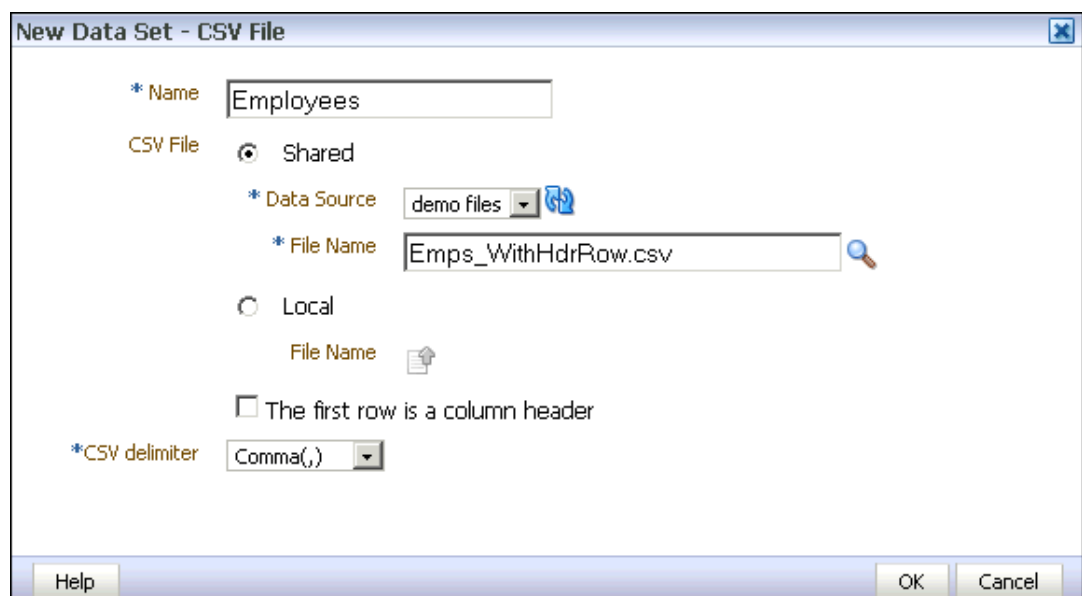 New Data Set - CSV File
* Name Employees
CSV File Shared
* Data Source demo files
* File Name Emps_WithHdrRow.csv
Local
File Name
The first row is a column header
*CSV delimiter Comma(,)
Help OK Cancel